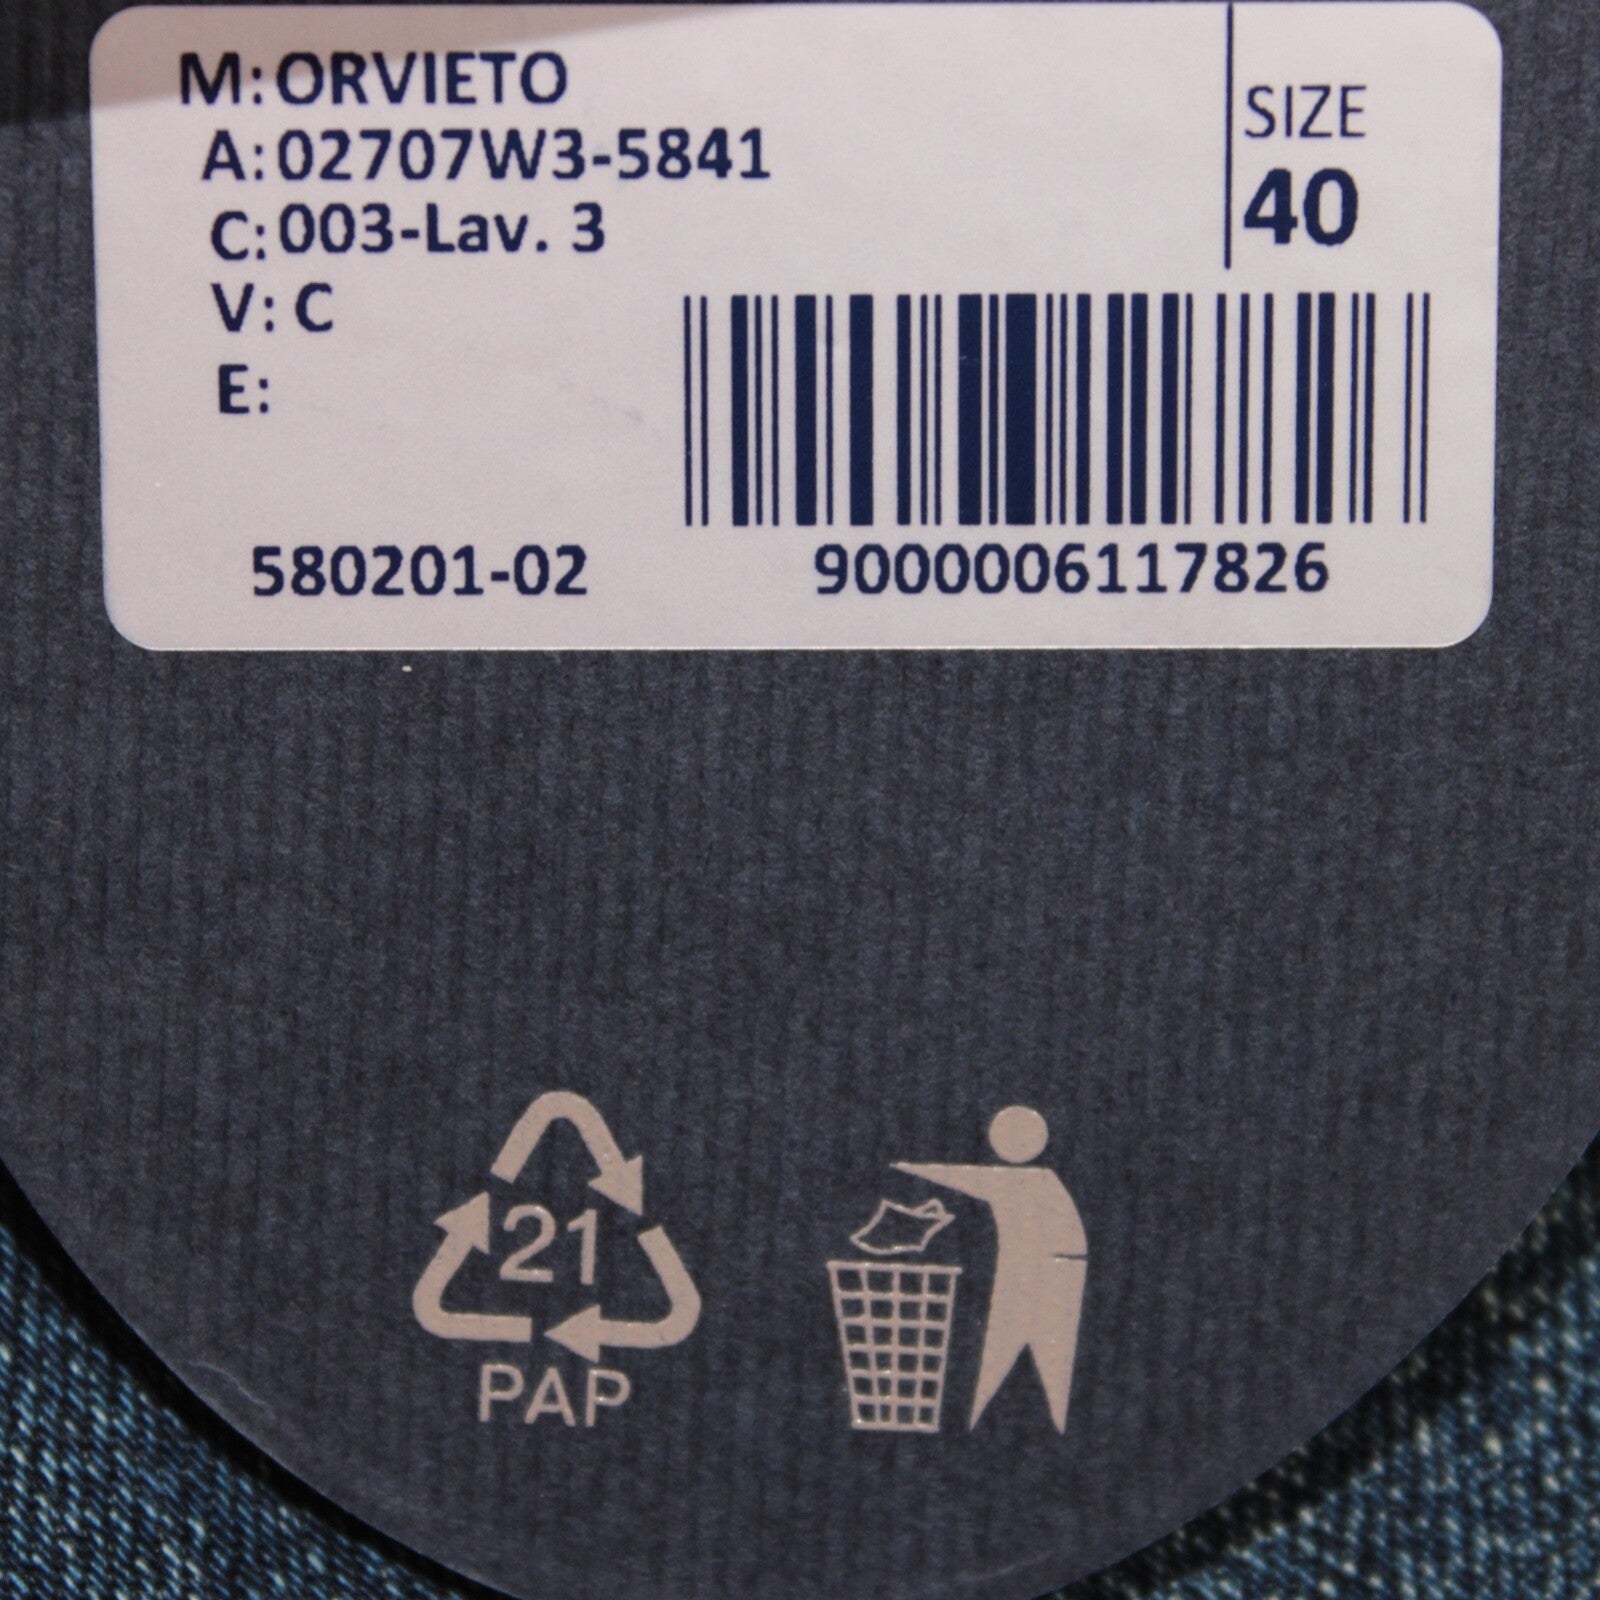 M: ORVIETO
A: 02707W3-5841
C: 003-Lav. 3
V: C
E:
SIZE
40
580201-02
9000006117826
21
PAP